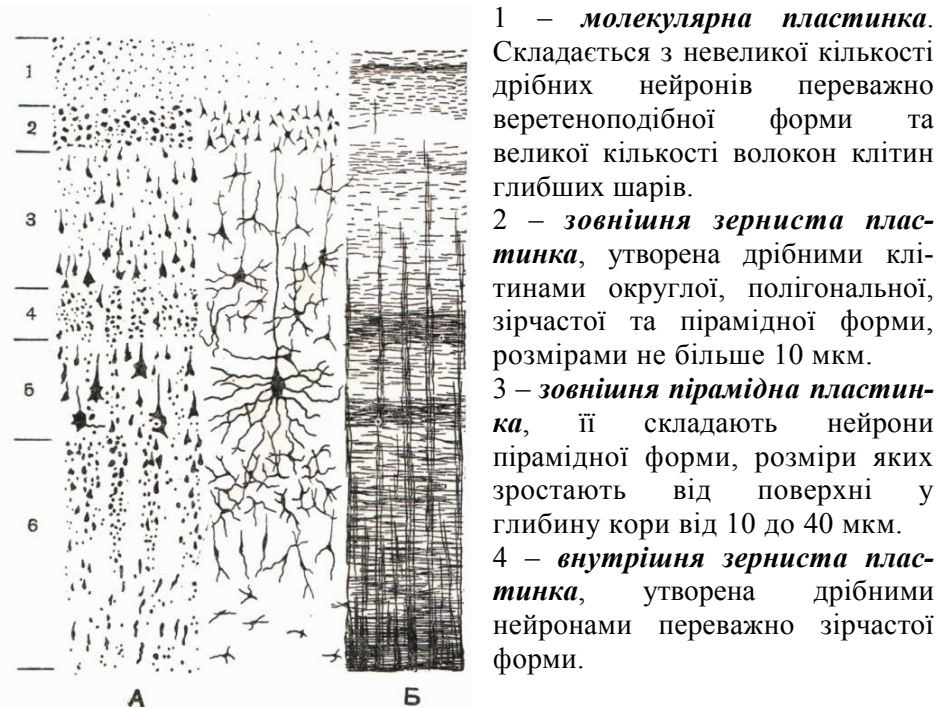 1
2
3
4
5
6
А
Б
1 – молекулярна пластинка.
Складається з невеликої кількості
дрібних нейронів переважно
веретеноподібної форми та
великої кількості волокон клітин
глибших шарів.
2 – зовнішня зерниста плас-
тинка, утворена дрібними клі-
тинами округлої, полігональної,
зірчастої та пірамідної форми,
розмірами не більше 10 мкм.
3 – зовнішня пірамідна пластин-
ка, її складають нейрони
пірамідної форми, розміри яких
зростають від поверхні у
глибину кори від 10 до 40 мкм.
4 – внутрішня зерниста плас-
тинка, утворена дрібними
нейронами переважно зірчастої
форми.